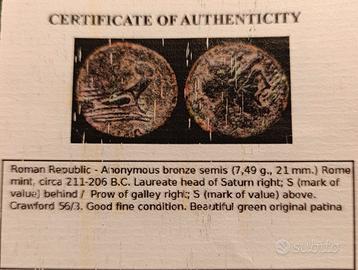 CERTIFICATE OF AUTHENTICITY
Roman Republic - Anonymous bronze semis (7,49 g., 21 mm.) Rome
mint, circa 211-206 B.C. Laureate head of Saturn right; S (mark of
value) behind / Prow of galley right; S (mark of value) above.
Crawford 56/3. Good fine condition. Beautiful green original patina
subito